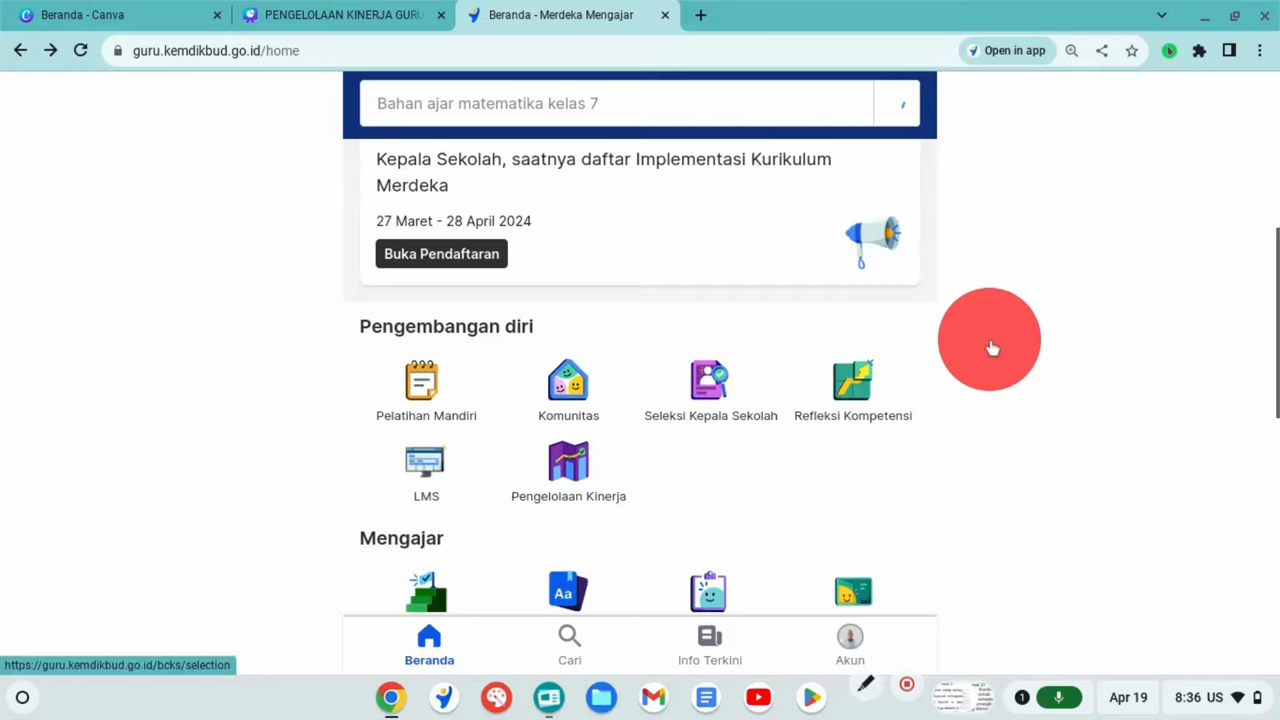 Beranda - Canva
PENGELOLAAN KINERJA GURU
Beranda - Merdeka Mengajar
guru.kemdikbud.go.id/home
Open in app
Bahan ajar matematika kelas 7
Kepala Sekolah, saatnya daftar Implementasi Kurikulum
Merdeka
27 Maret - 28 April 2024
Buka Pendaftaran
Pengembangan diri
Pelatihan Mandiri
Komunitas
Seleksi Kepala Sekolah
Refleksi Kompetensi
LMS
Pengelolaan Kinerja
Mengajar
Aa
Beranda
Cari
Info Terkini
Akun
https://guru.kemdikbud.go.id/bcks/selection
1
Apr 19
8:36 US